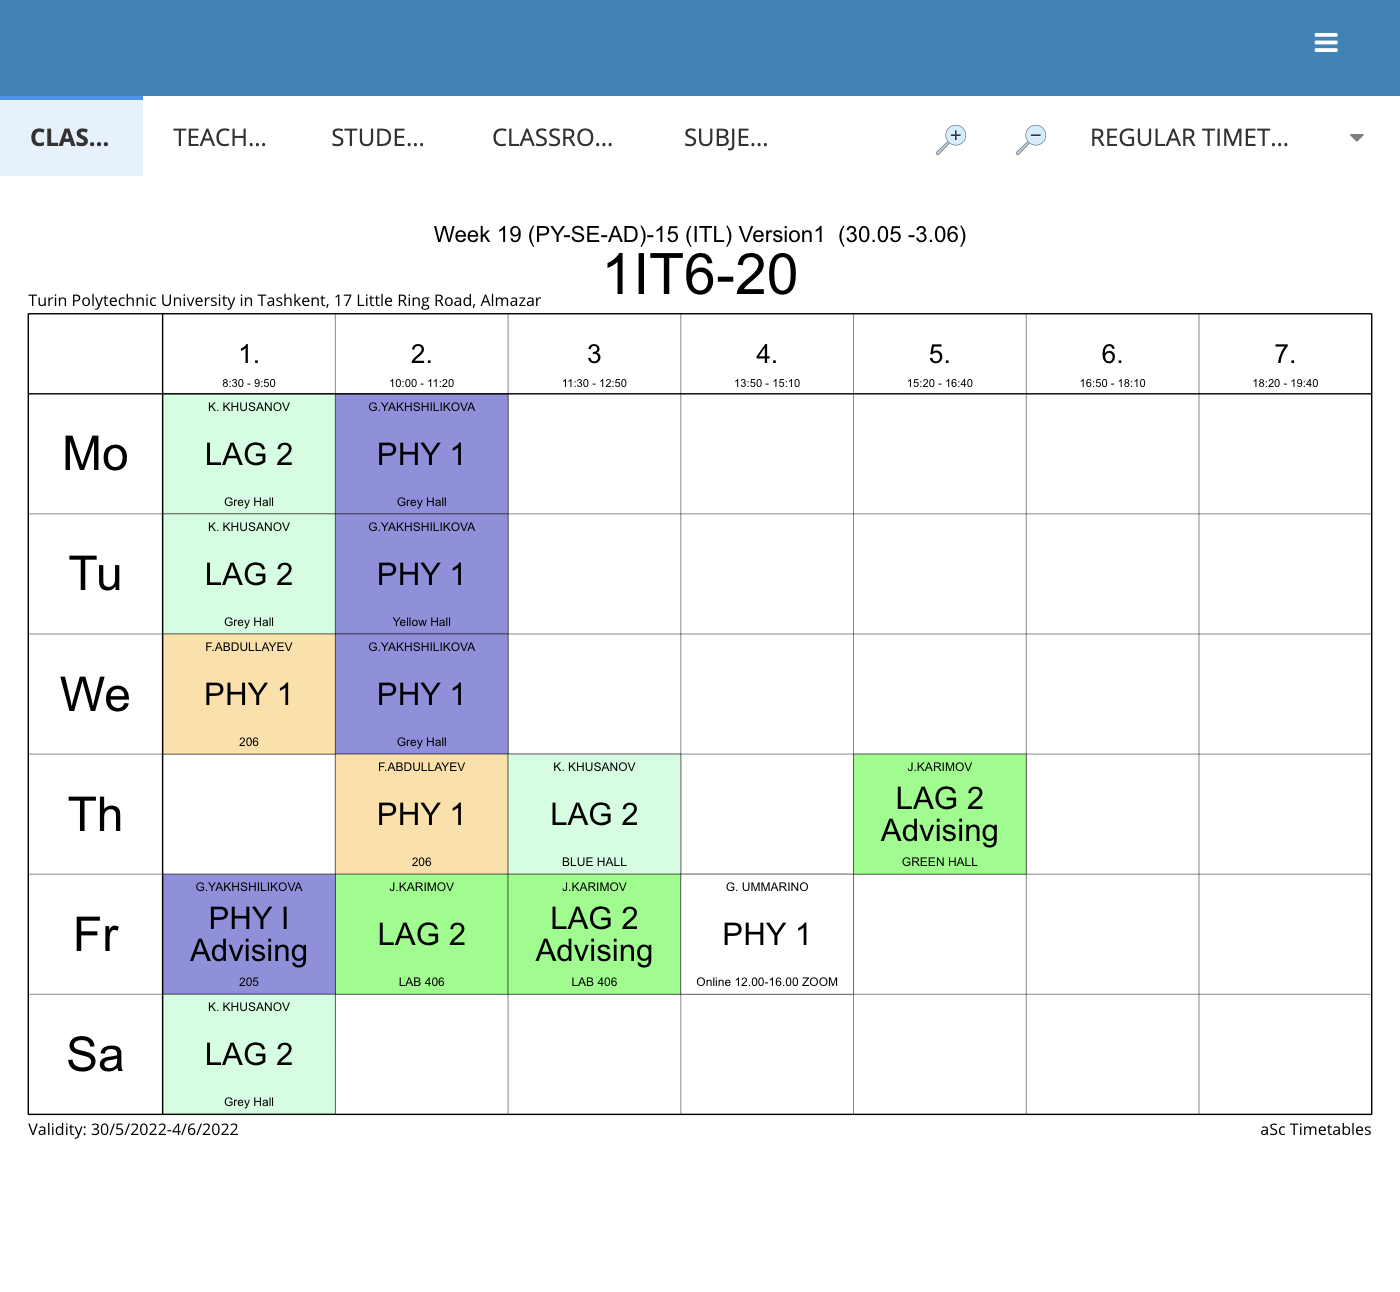 CLAS...
TEACH...
STUDE...
CLASSRO...
SUBJE...
REGULAR TIMET...
Week 19 (PY-SE-AD)-15 (ITL) Version1 (30.05 -3.06)
1IT6-20
Turin Polytechnic University in Tashkent, 17 Little Ring Road, Almazar
1.
2.
3
4.
5.
6.
7.
8:30 - 9:50
10:00 - 11:20
11:30 - 12:50
13:50 - 15:10
15:20 - 16:40
16:50 - 18:10
18:20 - 19:40
Mo
K. KHUSANOV
LAG 2
Grey Hall
G.YAKHSHILIKOVA
PHY 1
Grey Hall
Tu
K. KHUSANOV
LAG 2
Grey Hall
G.YAKHSHILIKOVA
PHY 1
Yellow Hall
We
F.ABDULLAYEV
PHY 1
206
G.YAKHSHILIKOVA
PHY 1
Grey Hall
Th
F.ABDULLAYEV
PHY 1
206
K. KHUSANOV
LAG 2
BLUE HALL
J.KARIMOV
LAG 2
Advising
GREEN HALL
Fr
G.YAKHSHILIKOVA
PHY I
Advising
205
J.KARIMOV
LAG 2
LAB 406
J.KARIMOV
LAG 2
Advising
LAB 406
G. UMMARINO
PHY 1
Online 12.00-16.00 ZOOM
Sa
K. KHUSANOV
LAG 2
Grey Hall
Validity: 30/5/2022-4/6/2022
aSc Timetables